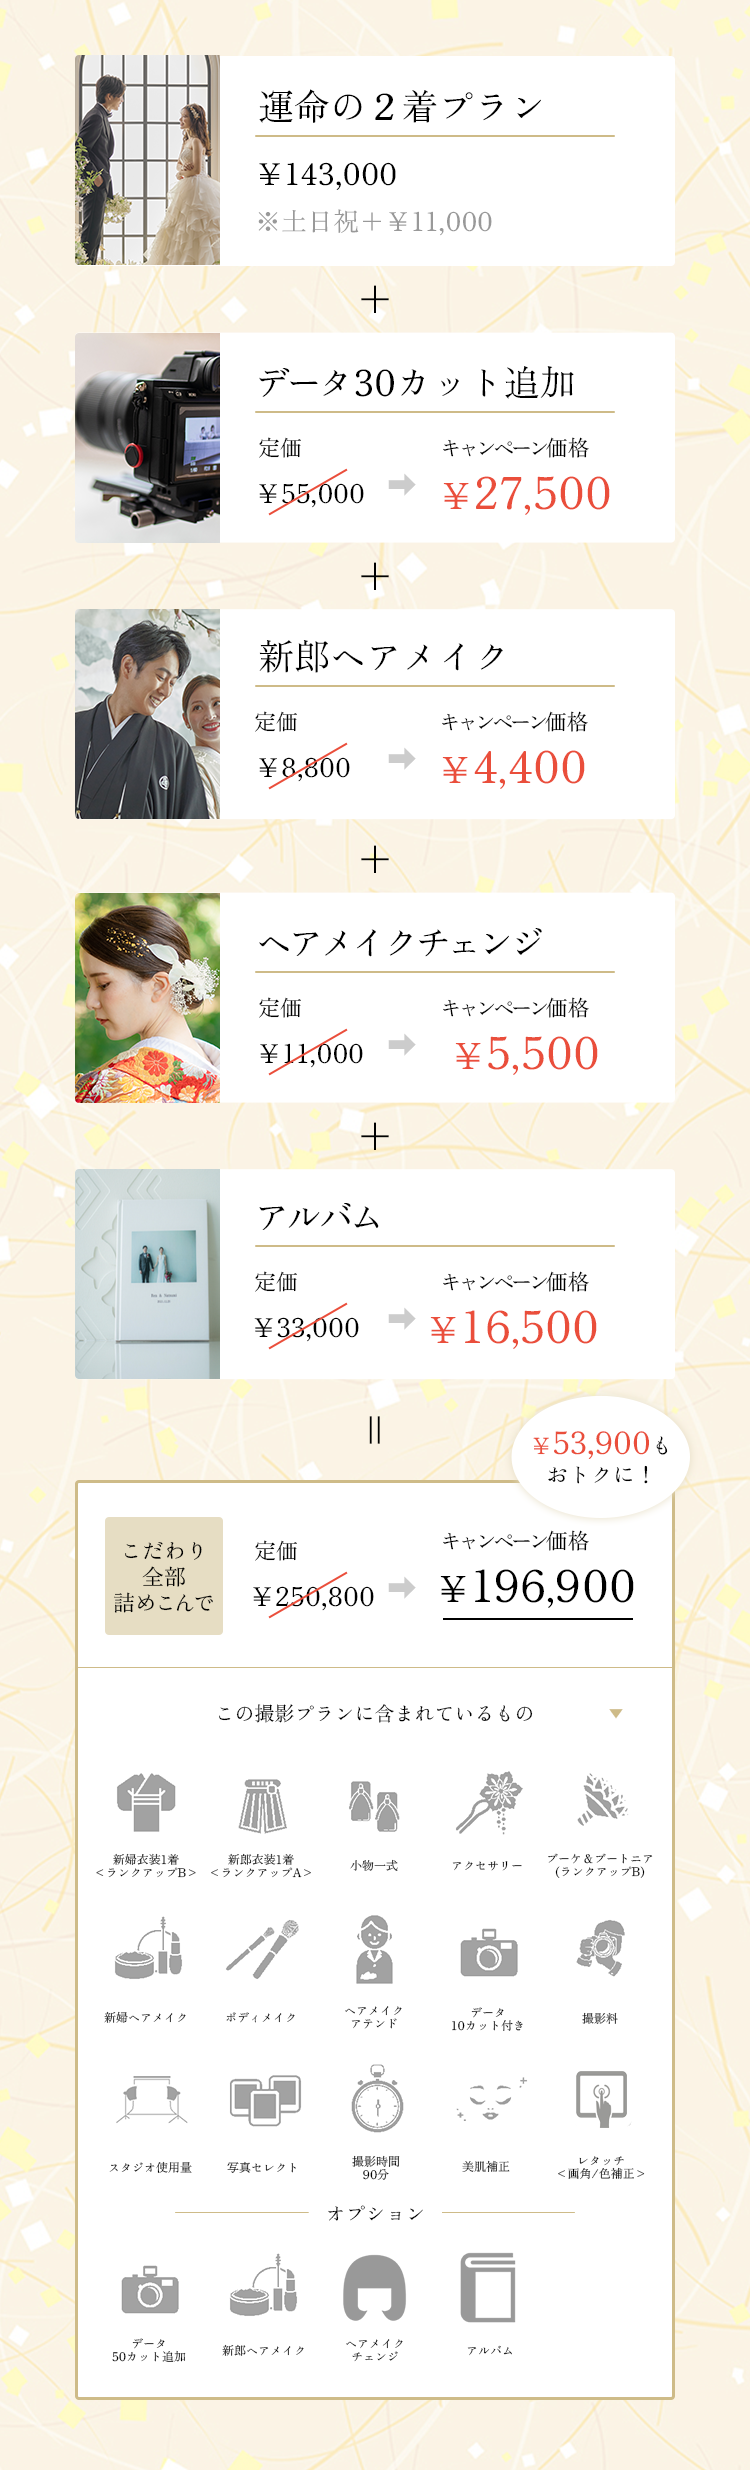 運命の２着プラン
￥143,000
※土日祝＋￥11,000
＋
データ30カット追加
定価
キャンペーン価格
￥55,000
￥27,500
＋
新郎ヘアメイク
定価
キャンペーン価格
￥8,800
￥4,400
＋
ヘアメイクチェンジ
定価
キャンペーン価格
￥11,000
￥5,500
＋
アルバム
定価
キャンペーン価格
￥33,000
￥16,500
￥53,900も
おトクに！
こだわり
全部
詰めこんで
定価
キャンペーン価格
￥250,800
￥196,900
この撮影プランに含まれているもの
新婦衣装1着
＜ランクアップB＞
新郎衣装1着
＜ランクアップA＞
小物一式
アクセサリー
ブーケ＆ブートニア
(ランクアップB)
新婦ヘアメイク
ボディメイク
ヘアメイク
アテンド
データ
10カット付き
撮影料
スタジオ使用量
写真セレクト
撮影時間
90分
美肌補正
レタッチ
＜画角/色補正＞
オプション
データ
50カット追加
新郎ヘアメイク
ヘアメイク
チェンジ
アルバム